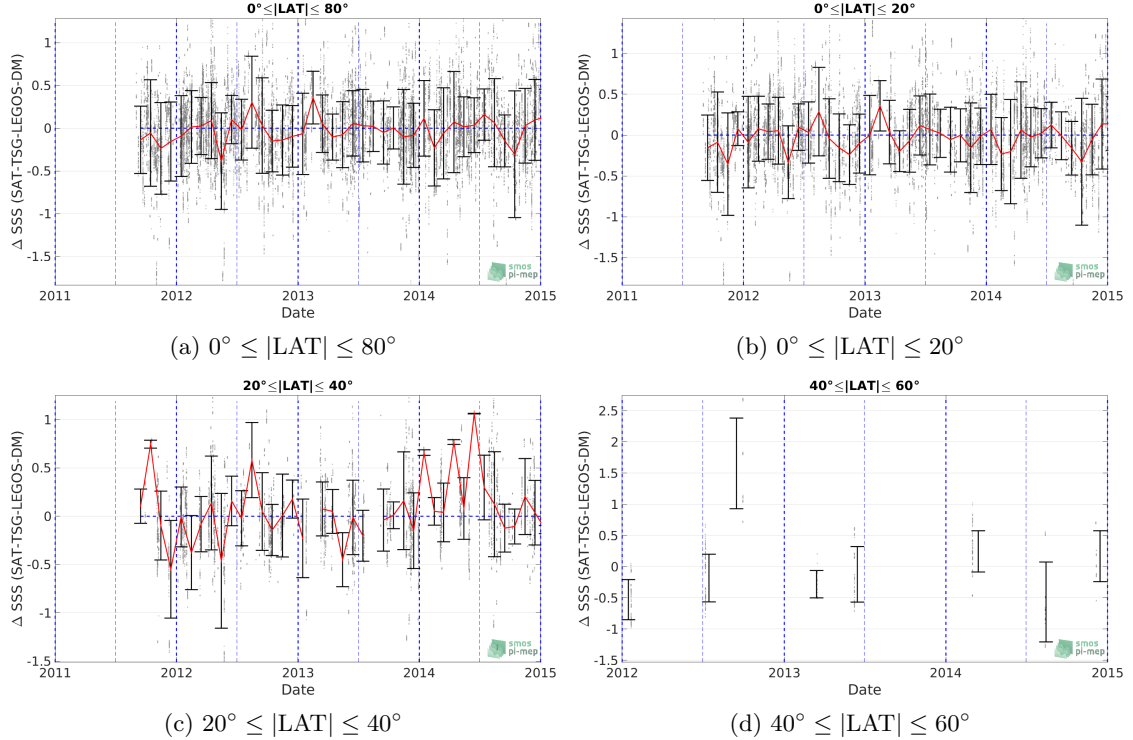 0°≤|LAT|≤ 80°
Δ SSS (SAT-TSG-LEGOS-DM)
1
0.5
0
-0.5
-1
-1.5
2011 2012 2013 2014 2015
Date
smos
pi-mep
(a) 0° ≤ |LAT| ≤ 80°
0°≤|LAT|≤ 20°
Δ SSS (SAT-TSG-LEGOS-DM)
1
0.5
0
-0.5
-1
-1.5
2011 2012 2013 2014 2015
Date
smos
pi-mep
(b) 0° ≤ |LAT| ≤ 20°
20°≤|LAT|≤ 40°
Δ SSS (SAT-TSG-LEGOS-DM)
1
0.5
0
-0.5
-1
-1.5
2011 2012 2013 2014 2015
Date
smos
pi-mep
(c) 20° ≤ |LAT| ≤ 40°
40°≤|LAT|≤ 60°
Δ SSS (SAT-TSG-LEGOS-DM)
2.5
2
1.5
1
0.5
0
-0.5
-1
-1.5
2012 2013 2014 2015
Date
smos
pi-mep
(d) 40° ≤ |LAT| ≤ 60°